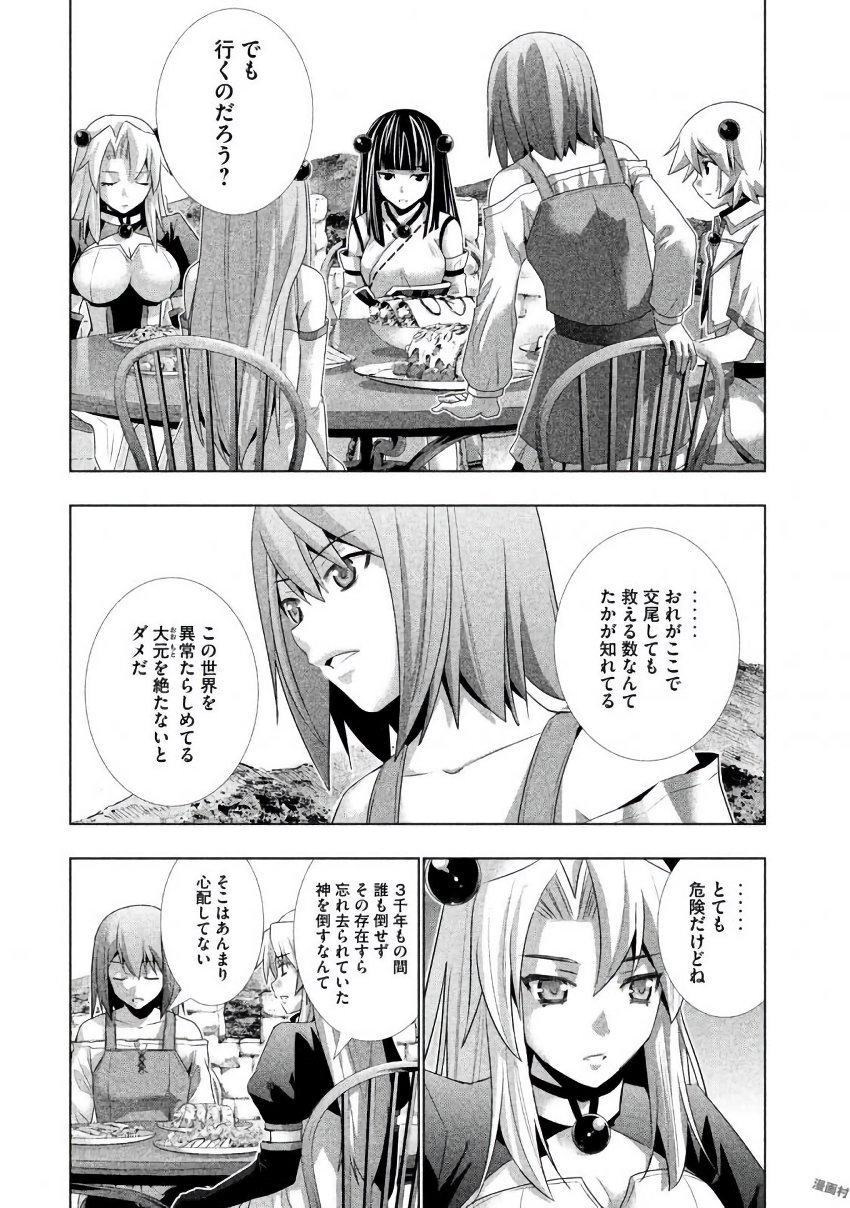 でも
行くのだろう？
……
おれがここで
交尾しても
救える数なんて
たかが知れてる
この世界を
異常たらしめてる
大元を絶たないと
おおもと
ダメだ
……
とても
危険だけどね
３千年もの間
誰も倒せず
その存在すら
忘れ去られていた
神を倒すなんて
そこはあんまり
心配してない
漫画村